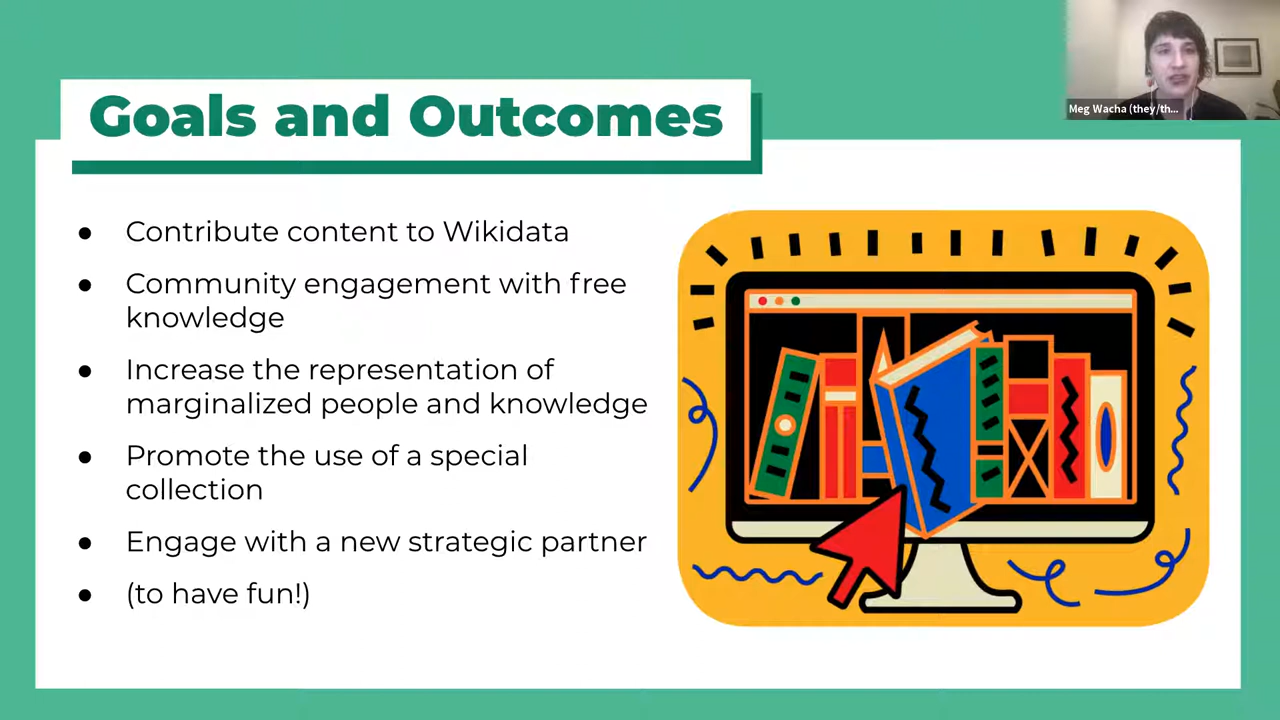 Goals and Outcomes
Meg Wacha (they/th...
● Contribute content to Wikidata
● Community engagement with free
knowledge
● Increase the representation of
marginalized people and knowledge
● Promote the use of a special
collection
● Engage with a new strategic partner
● (to have fun!)